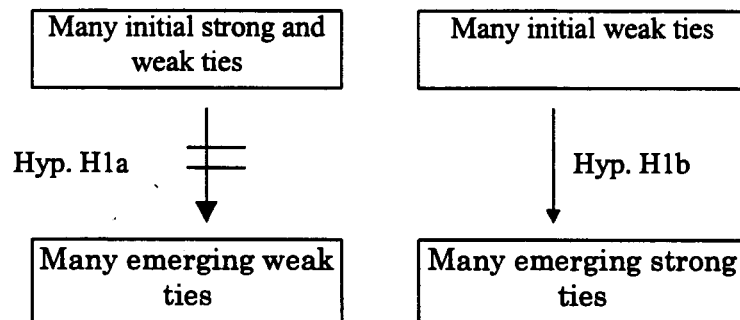 Many initial strong and
weak ties
Many initial weak ties
Hyp. H1a
Hyp. H1b
Many emerging weak
ties
Many emerging strong
ties